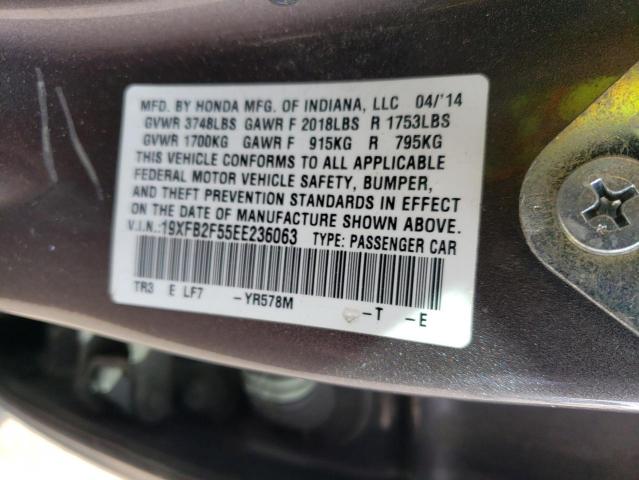 MFD. BY HONDA MFG. OF INDIANA, LLC 04/'14
GVWR 3748LBS GAWR F 2018LBS R 1753LBS
GVWR 1700KG GAWR F 915KG R 795KG
THIS VEHICLE CONFORMS TO ALL APPLICABLE
FEDERAL MOTOR VEHICLE SAFETY, BUMPER,
AND THEFT PREVENTION STANDARDS IN EFFECT
ON THE DATE OF MANUFACTURE SHOWN ABOVE.
V.I.N.:19XFB2F55EE236063 TYPE: PASSENGER CAR
TR3 E LF7 -YR578M -T -E